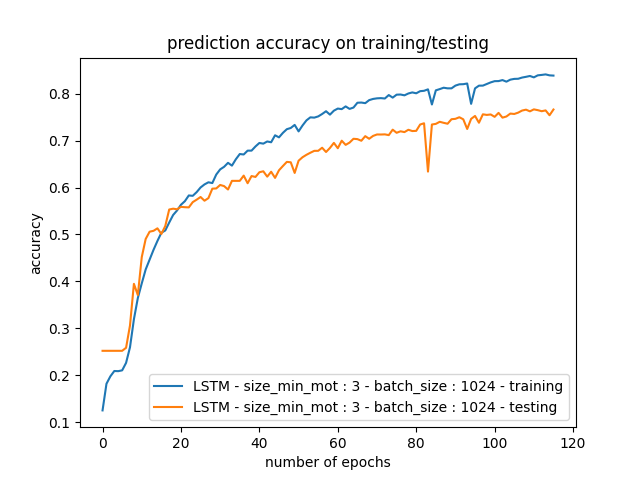 prediction accuracy on training/testing
accuracy
0.8
0.7
0.6
0.5
0.4
0.3
0.2
0.1
LSTM - size_min_mot : 3 - batch_size : 1024 - training
LSTM - size_min_mot : 3 - batch_size : 1024 - testing
0 20 40 60 80 100 120
number of epochs